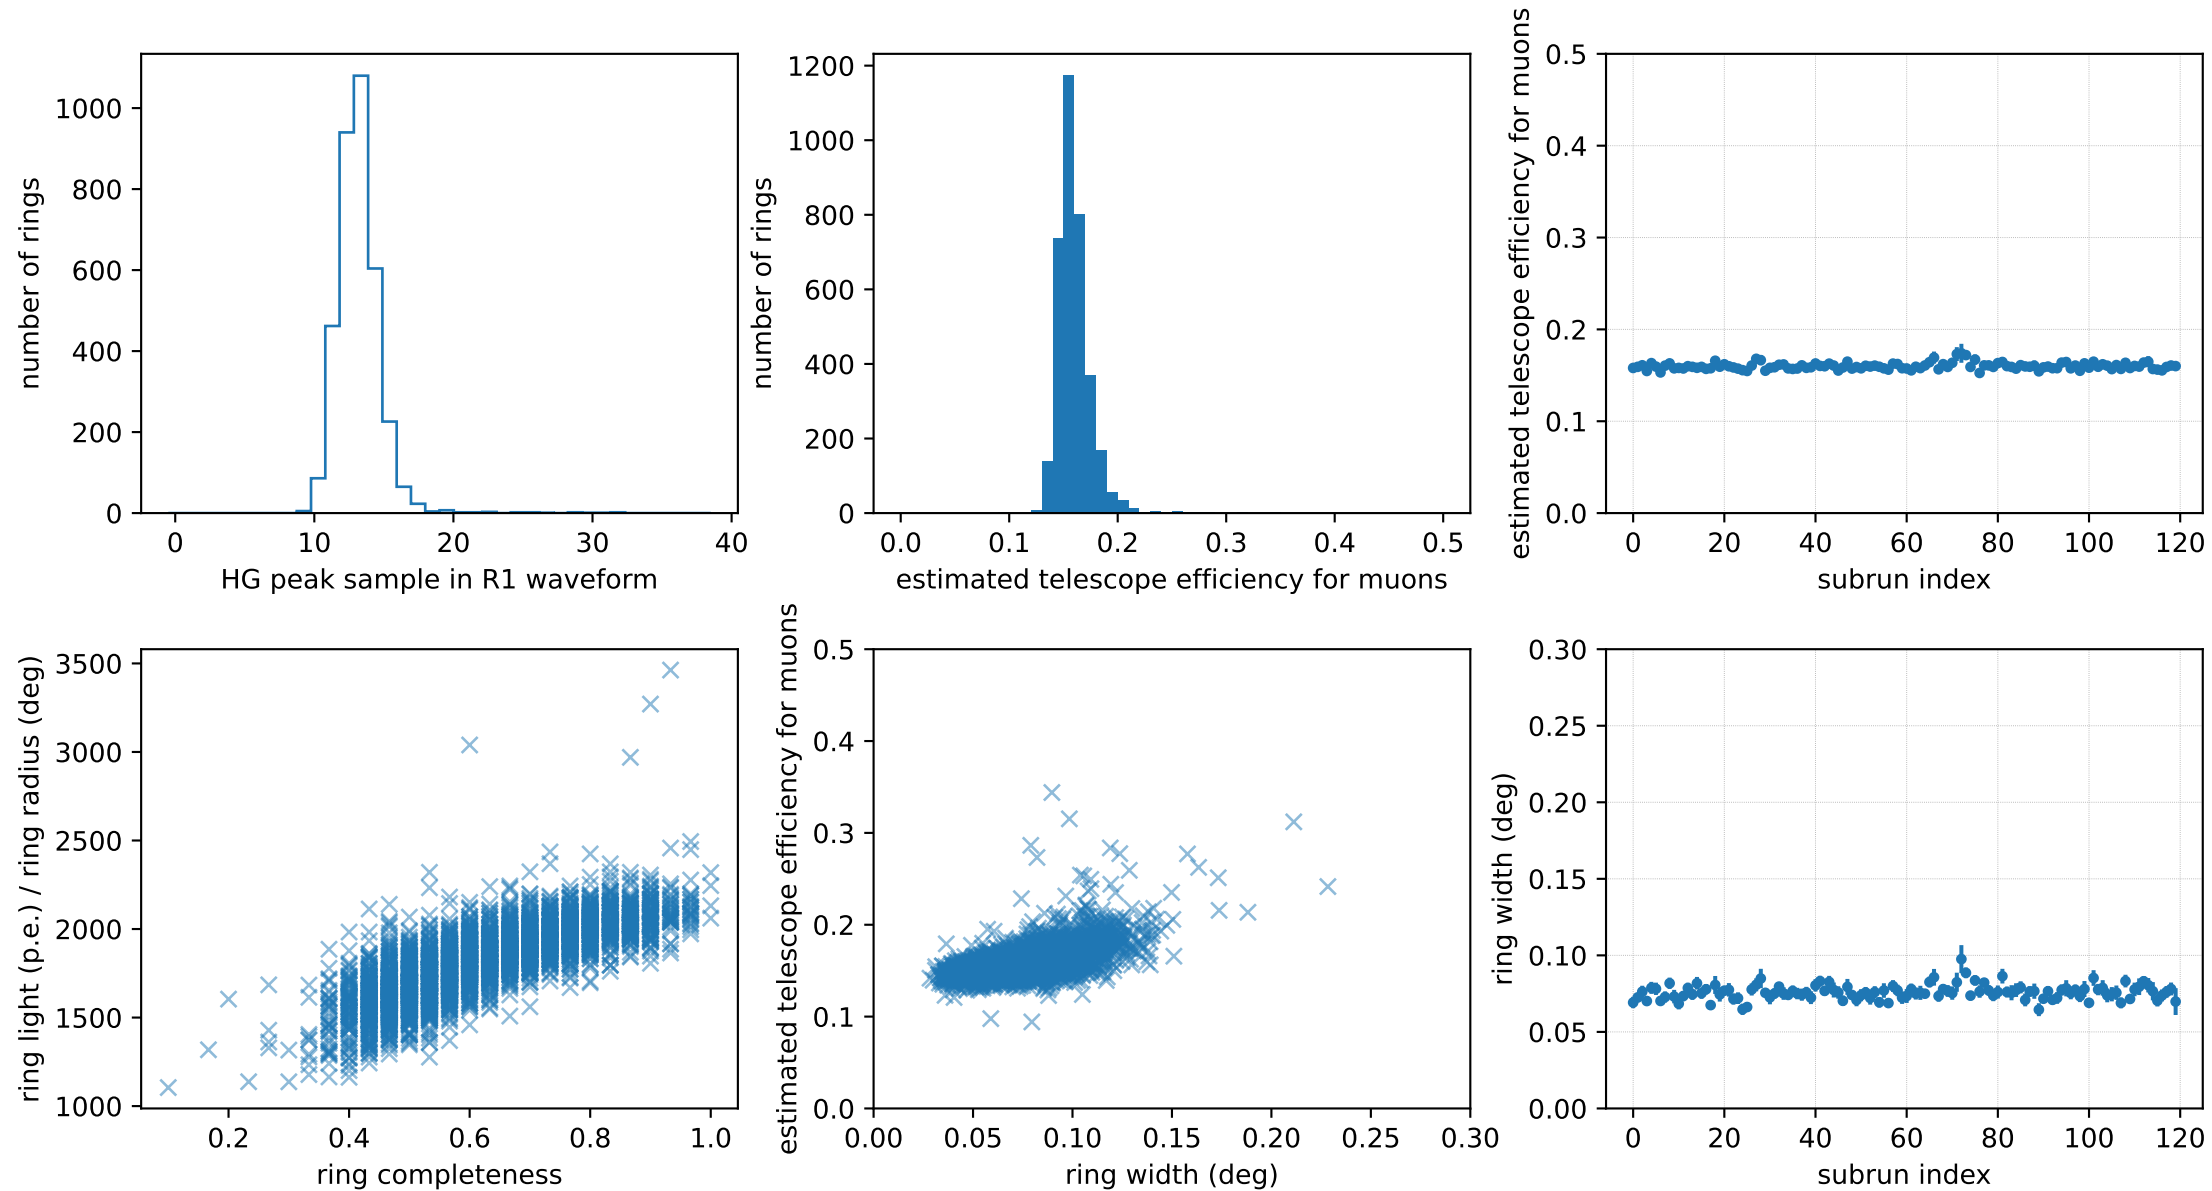 number of rings
1000
800
600
400
200
0
0 10 20 30 40
HG peak sample in R1 waveform
number of rings
1200
1000
800
600
400
200
0
0.0 0.1 0.2 0.3 0.4 0.5
estimated telescope efficiency for muons
estimated telescope efficiency for muons
0.5
0.4
0.3
0.2
0.1
0.0
0 20 40 60 80 100 120
subrun index
ring light (p.e.) / ring radius (deg)
3500
3000
2500
2000
1500
1000
0.2 0.4 0.6 0.8 1.0
ring completeness
estimated telescope efficiency for muons
0.5
0.4
0.3
0.2
0.1
0.0
0.00 0.05 0.10 0.15 0.20 0.25 0.30
ring width (deg)
ring width (deg)
0.30
0.25
0.20
0.15
0.10
0.05
0.00
0 20 40 60 80 100 120
subrun index